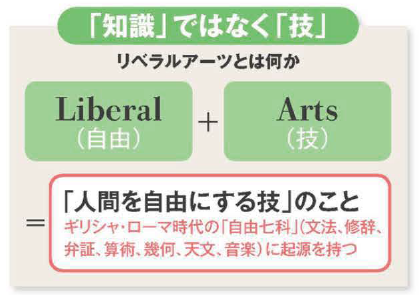 「知識」ではなく「技」
リベラルアーツとは何か
Liberal
（自由）
+
Arts
（技）
=
「人間を自由にする技」のこと
ギリシャ・ローマ時代の「自由七科」（文法、修辞、
弁証、算術、幾何、天文、音楽）に起源を持つ